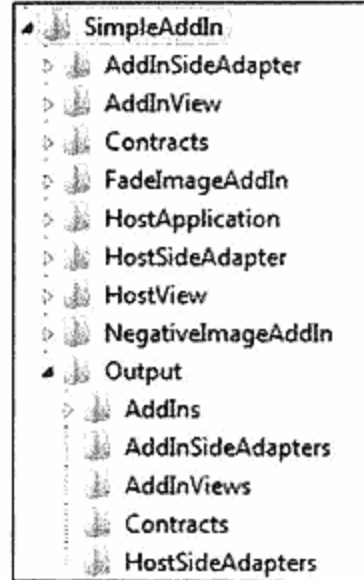 SimpleAddIn
AddInSideAdapter
AddInView
Contracts
FadeImageAddIn
HostApplication
HostSideAdapter
HostView
NegativeImageAddIn
Output
AddIns
AddInSideAdapters
AddInViews
Contracts
HostSideAdapters